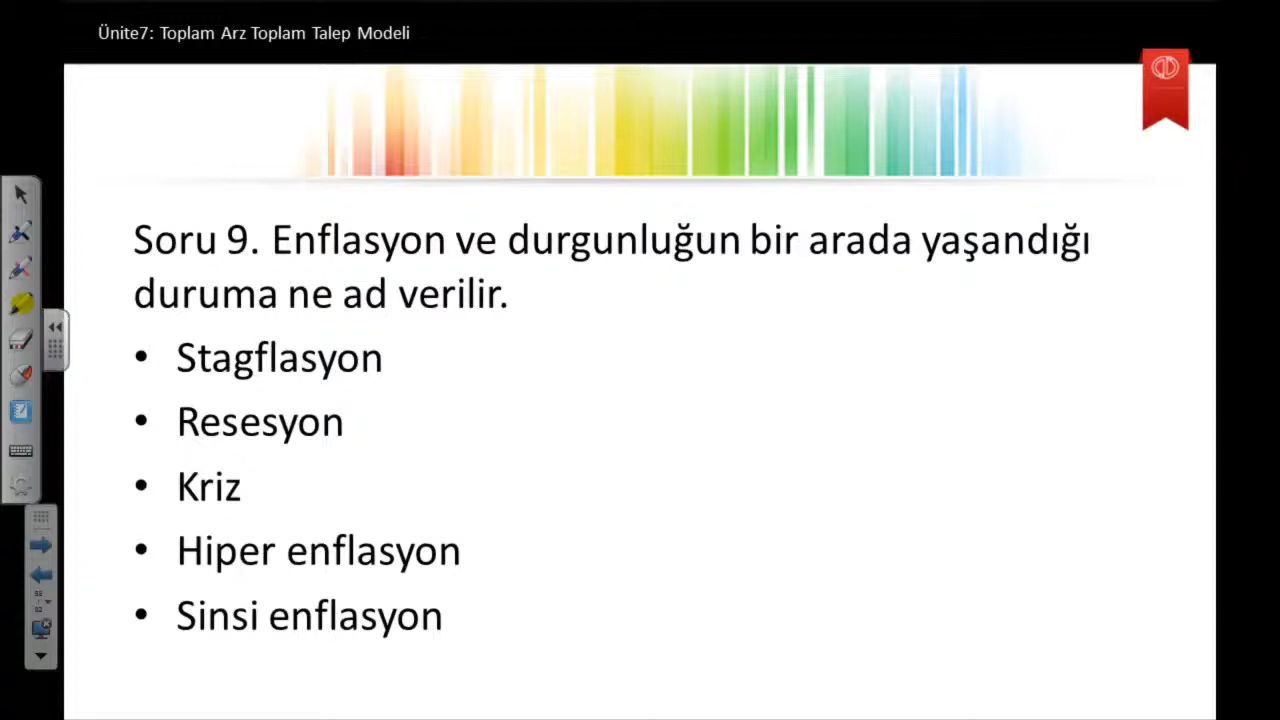 Ünite7: Toplam Arz Toplam Talep Modeli
Soru 9. Enflasyon ve durgunluğun bir arada yaşandığı
duruma ne ad verilir.
• Stagflasyon
• Resesyon
• Kriz
• Hiper enflasyon
• Sinsi enflasyon